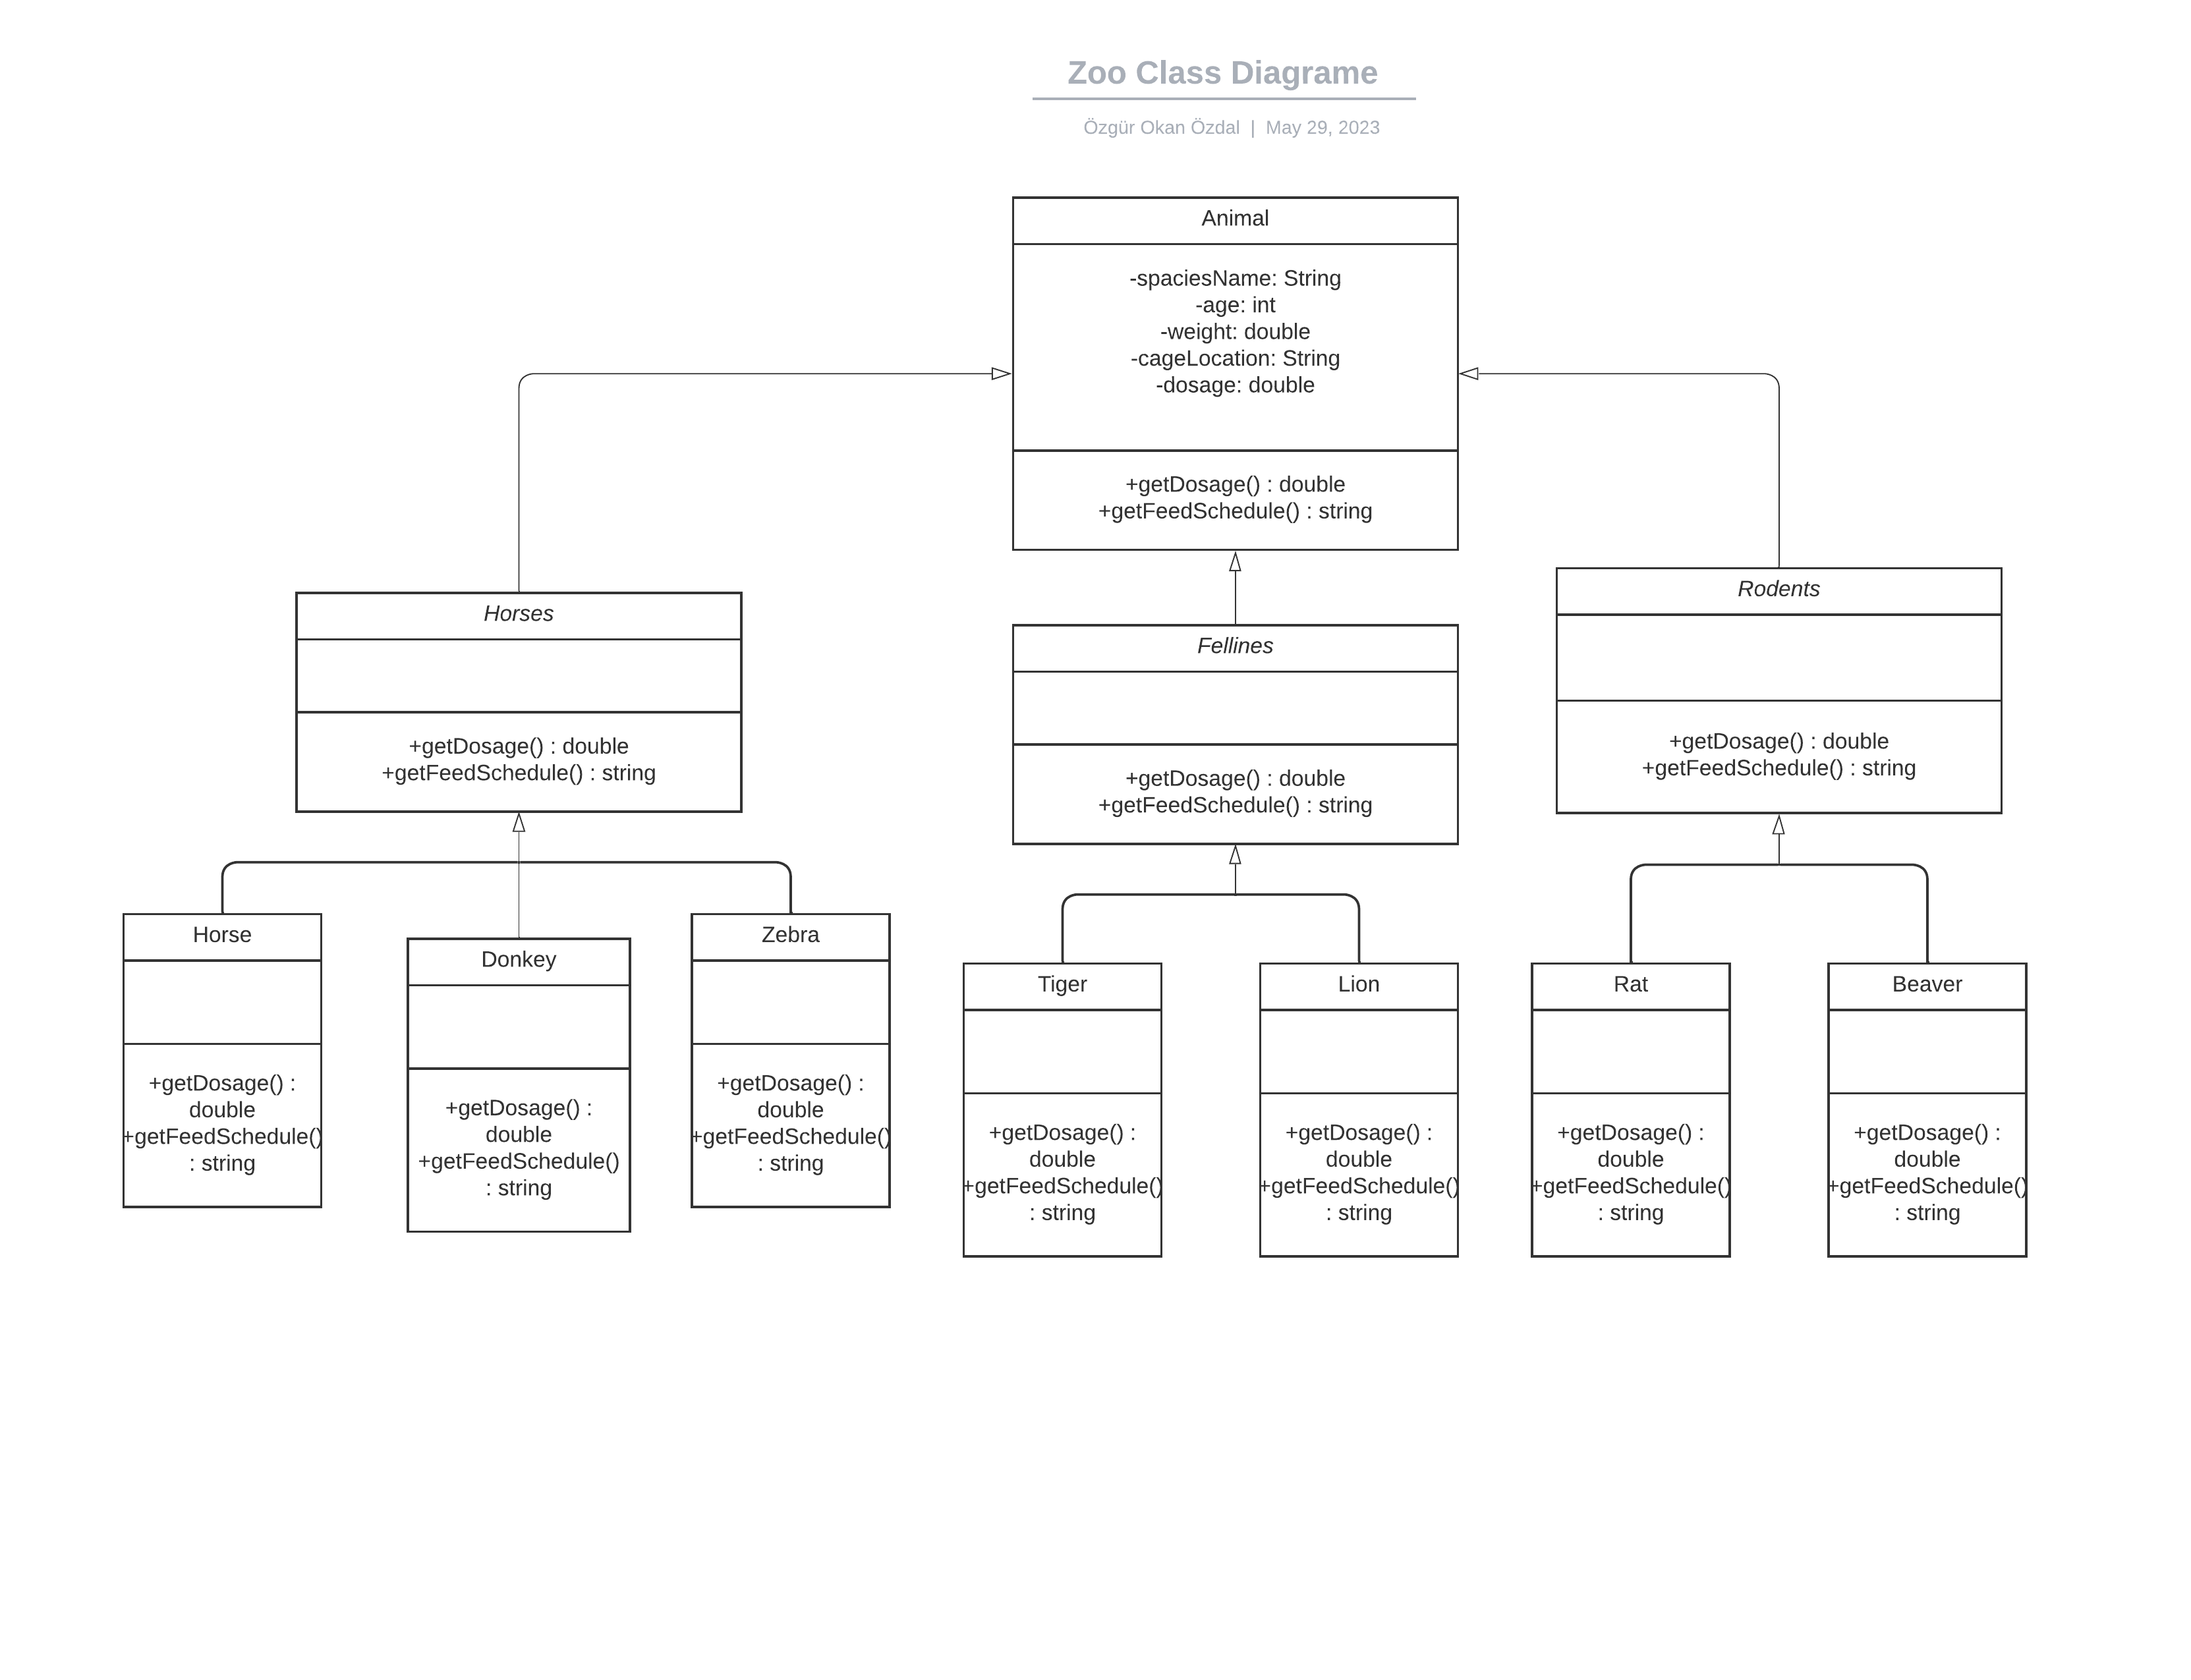 Zoo Class Diagrame
Özgür Okan Özdal | May 29, 2023
Animal
-spaciesName: String
-age: int
-weight: double
-cageLocation: String
-dosage: double
+getDosage() : double
+getFeedSchedule() : string
Horses
+getDosage() : double
+getFeedSchedule() : string
Fellines
+getDosage() : double
+getFeedSchedule() : string
Rodents
+getDosage() : double
+getFeedSchedule() : string
Horse
+getDosage() :
double
+getFeedSchedule()
: string
Donkey
+getDosage() :
double
+getFeedSchedule()
: string
Zebra
+getDosage() :
double
+getFeedSchedule()
: string
Tiger
+getDosage() :
double
+getFeedSchedule()
: string
Lion
+getDosage() :
double
+getFeedSchedule()
: string
Rat
+getDosage() :
double
+getFeedSchedule()
: string
Beaver
+getDosage() :
double
+getFeedSchedule()
: string